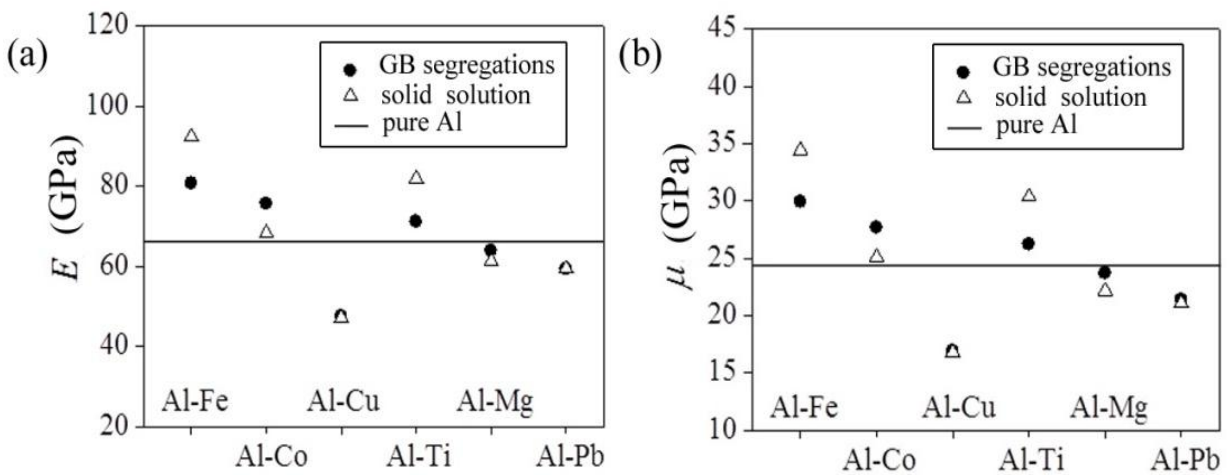 (a)
120
100
80
60
40
20
E (GPa)
GB segregations
solid solution
pure Al
Al-Fe
Al-Cu
Al-Mg
Al-Co
Al-Ti
Al-Pb
(b)
45
40
35
30
25
20
15
10
μ (GPa)
GB segregations
solid solution
pure Al
Al-Fe
Al-Cu
Al-Mg
Al-Co
Al-Ti
Al-Pb